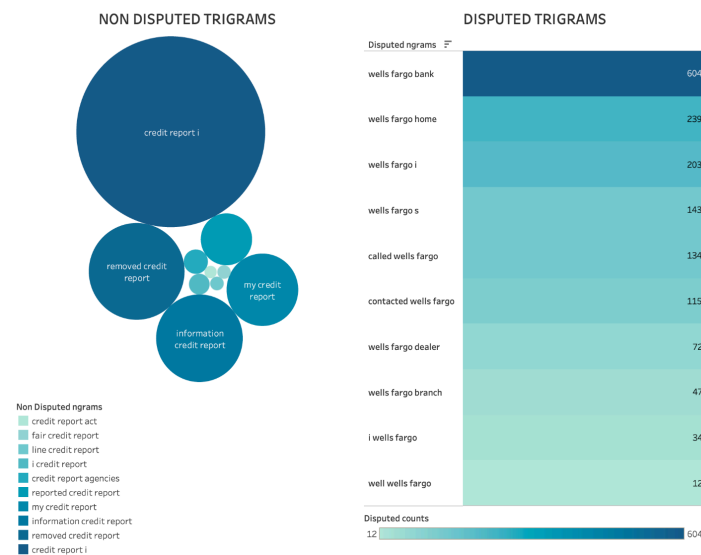 NON DISPUTED TRIGRAMS
credit report i
removed credit
report
my credit
report
information
credit report
Non Disputed ngrams
credit report act
fair credit report
line credit report
i credit report
credit report agencies
reported credit report
my credit report
information credit report
removed credit report
credit report i
DISPUTED TRIGRAMS
Disputed ngrams
wells fargo bank 604
wells fargo home 239
wells fargo i 203
wells fargo s 143
called wells fargo 134
contacted wells fargo 115
wells fargo dealer 72
wells fargo branch 47
i wells fargo 34
well wells fargo 12
Disputed counts
12 604